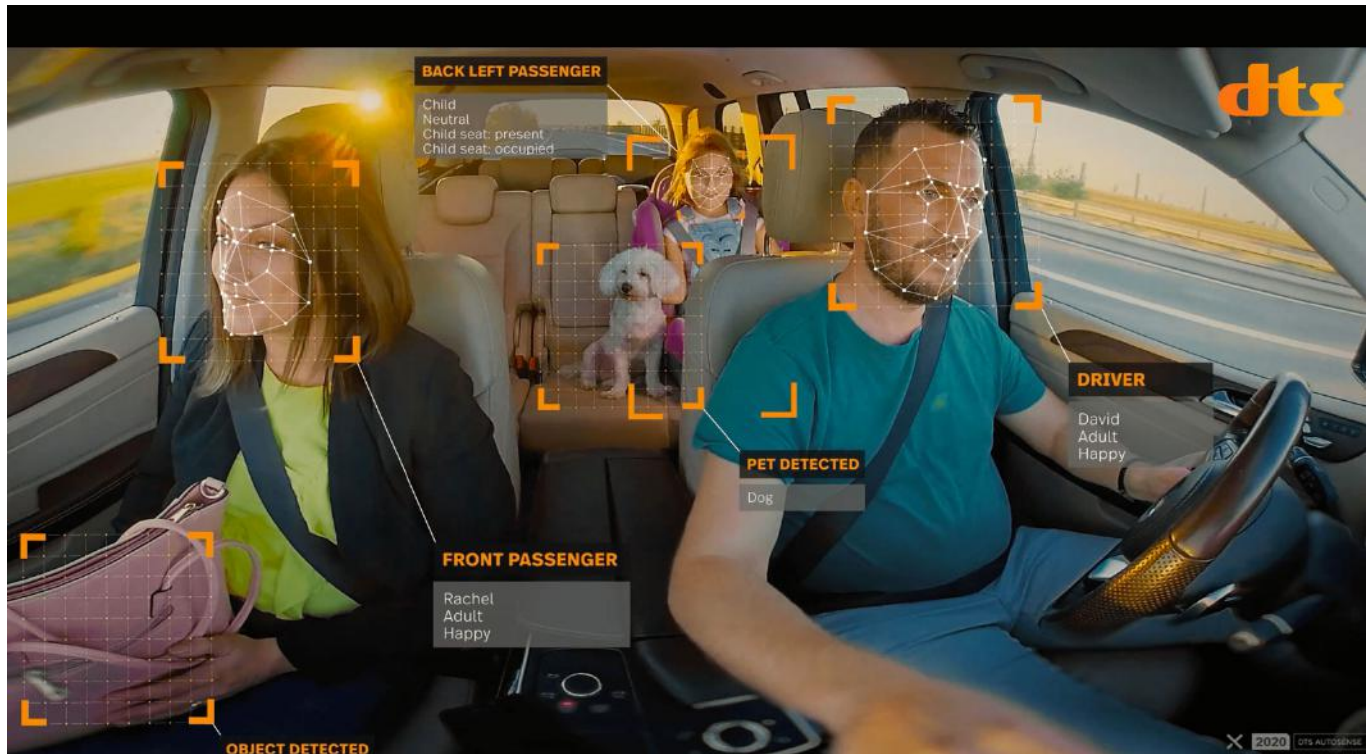 dts
BACK LEFT PASSENGER
Child
Neutral
Child seat: present
Child seat: occupied
DRIVER
David
Adult
Happy
PET DETECTED
Dog
FRONT PASSENGER
Rachel
Adult
Happy
OBJECT DETECTED
2020 DTS AUTOSENSE